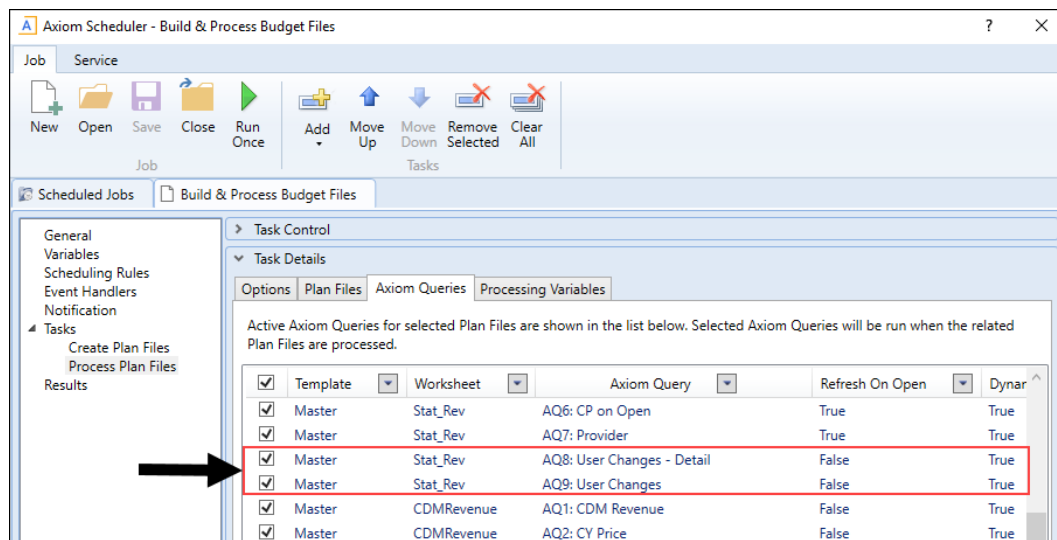 A Axiom Scheduler - Build & Process Budget Files ? X
Job Service
New Open Save Close Run Once Add Move Up Move Down Remove Selected Clear All
Job Tasks
Scheduled Jobs Build & Process Budget Files
General
Variables
Scheduling Rules
Event Handlers
Notification
Tasks
Create Plan Files
Process Plan Files
Results
Task Control
Task Details
Options Plan Files Axiom Queries Processing Variables
Active Axiom Queries for selected Plan Files are shown in the list below. Selected Axiom Queries will be run when the related
Plan Files are processed.
Template Worksheet Axiom Query Refresh On Open Dynar
Master Stat_Rev AQ6: CP on Open True True
Master Stat_Rev AQ7: Provider True True
Master Stat_Rev AQ8: User Changes - Detail False True
Master Stat_Rev AQ9: User Changes False True
Master CDMRevenue AQ1: CDM Revenue False True
Master CDMRevenue AQ2: CY Price False True